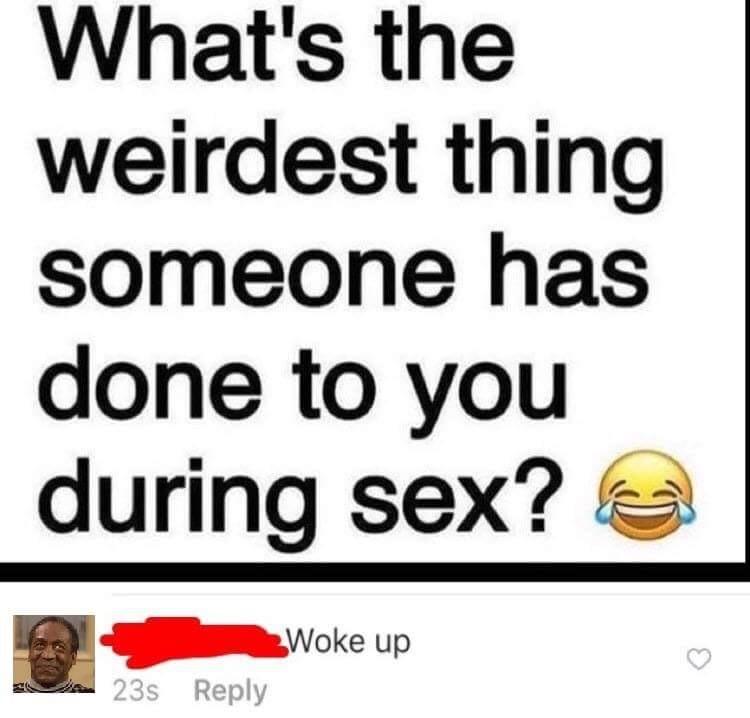 What's the
weirdest thing
someone has
done to you
during sex? 😂
Woke up
23s Reply